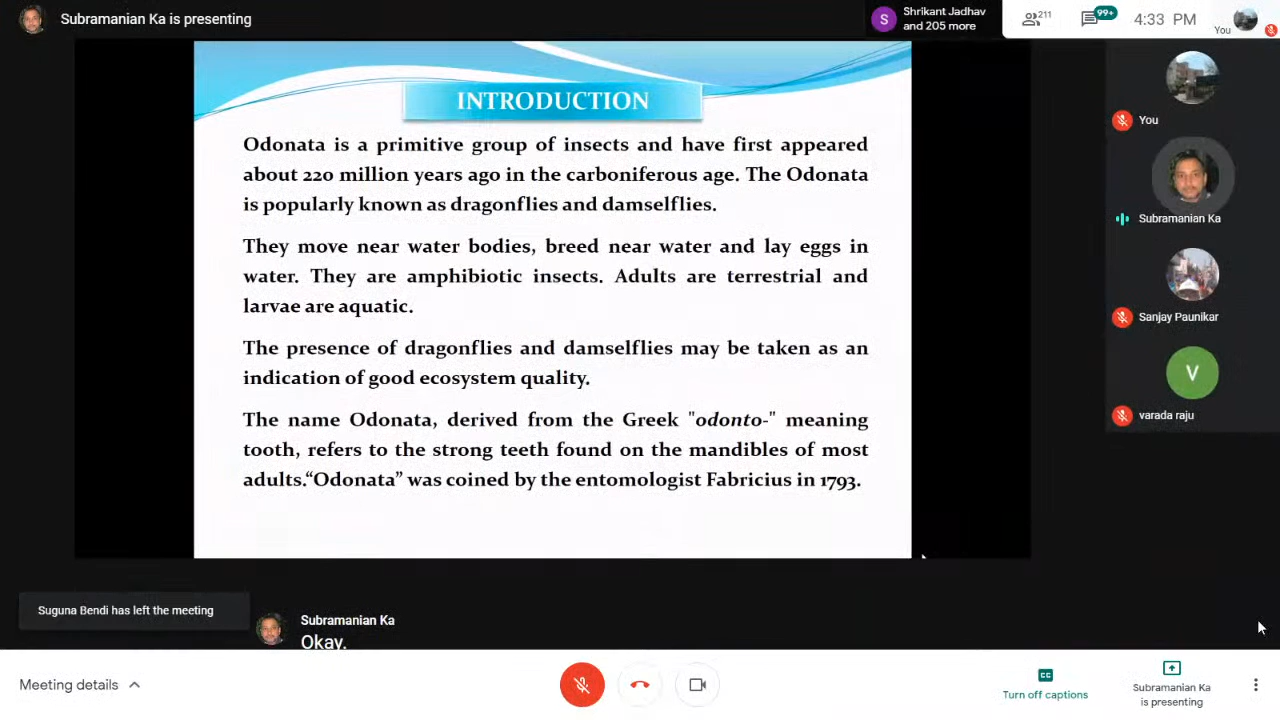 Subramanian Ka is presenting
S
Shrikant Jadhav
and 205 more
211
99+
4:33 PM
You
INTRODUCTION
Odonata is a primitive group of insects and have first appeared
about 220 million years ago in the carboniferous age. The Odonata
is popularly known as dragonflies and damselflies.
They move near water bodies, breed near water and lay eggs in
water. They are amphibiotic insects. Adults are terrestrial and
larvae are aquatic.
The presence of dragonflies and damselflies may be taken as an
indication of good ecosystem quality.
The name Odonata, derived from the Greek "odonto-" meaning
tooth, refers to the strong teeth found on the mandibles of most
adults.“Odonata” was coined by the entomologist Fabricius in 1793.
You
Subramanian Ka
Sanjay Paunikar
V
varada raju
Suguna Bendi has left the meeting
Subramanian Ka
Okay.
Meeting details
CC
Turn off captions
Subramanian Ka
is presenting